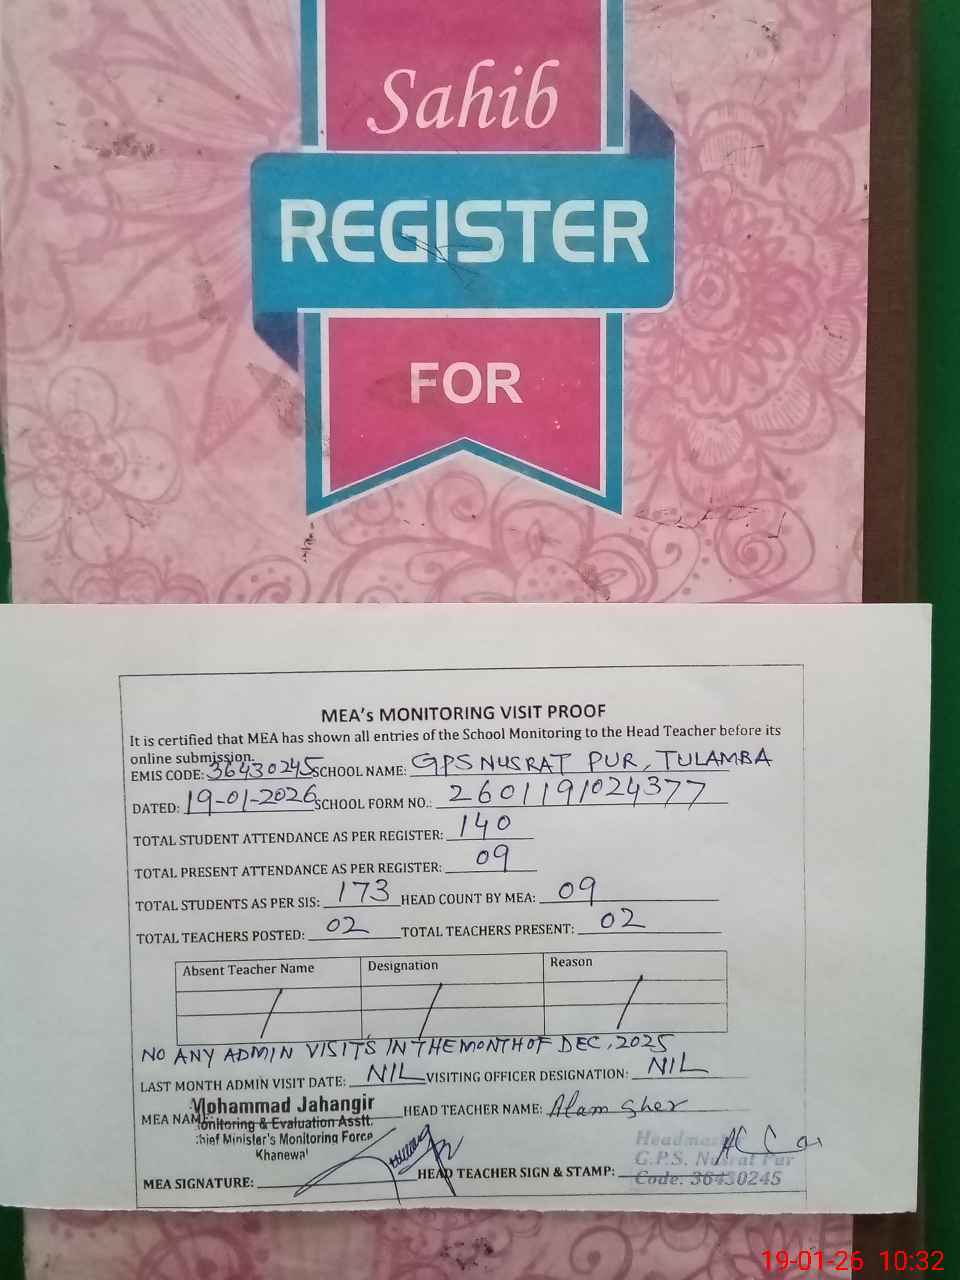 Sahib
REGISTER
FOR
MEA's MONITORING VISIT PROOF
It is certified that MEA has shown all entries of the School Monitoring to the Head Teacher before its
online submission.
EMIS CODE: 36430245 SCHOOL NAME: GPS NUSRAT PUR, TULAMBA
DATED: 19-01-2026 SCHOOL FORM NO.: 2601191024377
TOTAL STUDENT ATTENDANCE AS PER REGISTER: 140
TOTAL PRESENT ATTENDANCE AS PER REGISTER: 09
TOTAL STUDENTS AS PER SIS: 173 HEAD COUNT BY MEA: 09
TOTAL TEACHERS POSTED: 02 TOTAL TEACHERS PRESENT: 02
Absent Teacher Name Designation Reason
NO ANY ADMIN VISITS IN THE MONTH OF DEC, 2025
LAST MONTH ADMIN VISIT DATE: NIL VISITING OFFICER DESIGNATION: NIL
MEA NAME: Mohammad Jahangir HEAD TEACHER NAME: Alam Sher
Monitoring & Evaluation Asstt.
Chief Minister's Monitoring Force
Khanewal
Headmaster
G.P.S. Nusrat Pur
Code: 36430245
MEA SIGNATURE: HEAD TEACHER SIGN & STAMP:
19-01-26 10:32